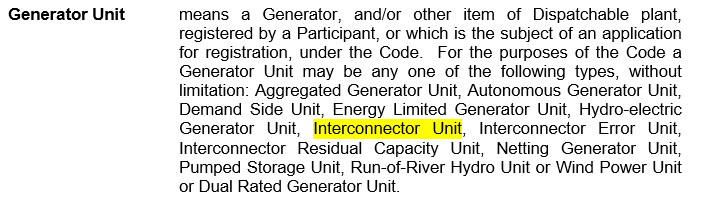 Generator Unit means a Generator, and/or other item of Dispatchable plant,
registered by a Participant, or which is the subject of an application
for registration, under the Code. For the purposes of the Code a
Generator Unit may be any one of the following types, without
limitation: Aggregated Generator Unit, Autonomous Generator Unit,
Demand Side Unit, Energy Limited Generator Unit, Hydro-electric
Generator Unit, Interconnector Unit, Interconnector Error Unit,
Interconnector Residual Capacity Unit, Netting Generator Unit,
Pumped Storage Unit, Run-of-River Hydro Unit or Wind Power Unit
or Dual Rated Generator Unit.